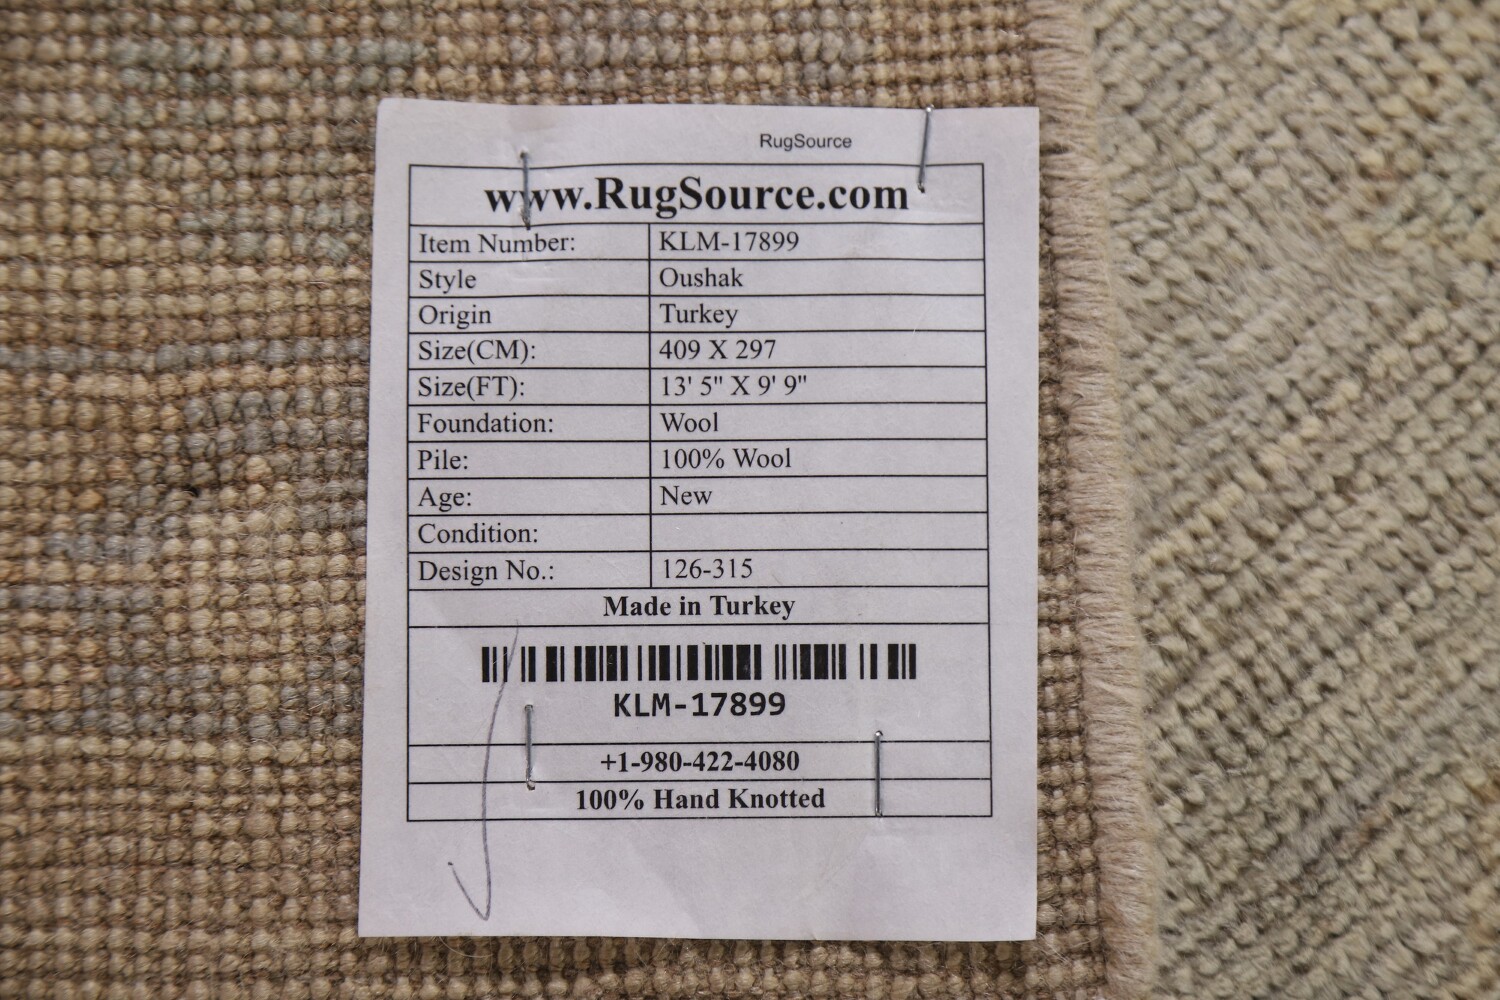 RugSource
www.RugSource.com
Item Number: KLM-17899
Style Oushak
Origin Turkey
Size(CM): 409 X 297
Size(FT): 13' 5" X 9' 9"
Foundation: Wool
Pile: 100% Wool
Age: New
Condition:
Design No.: 126-315
Made in Turkey
KLM-17899
+1-980-422-4080
100% Hand Knotted